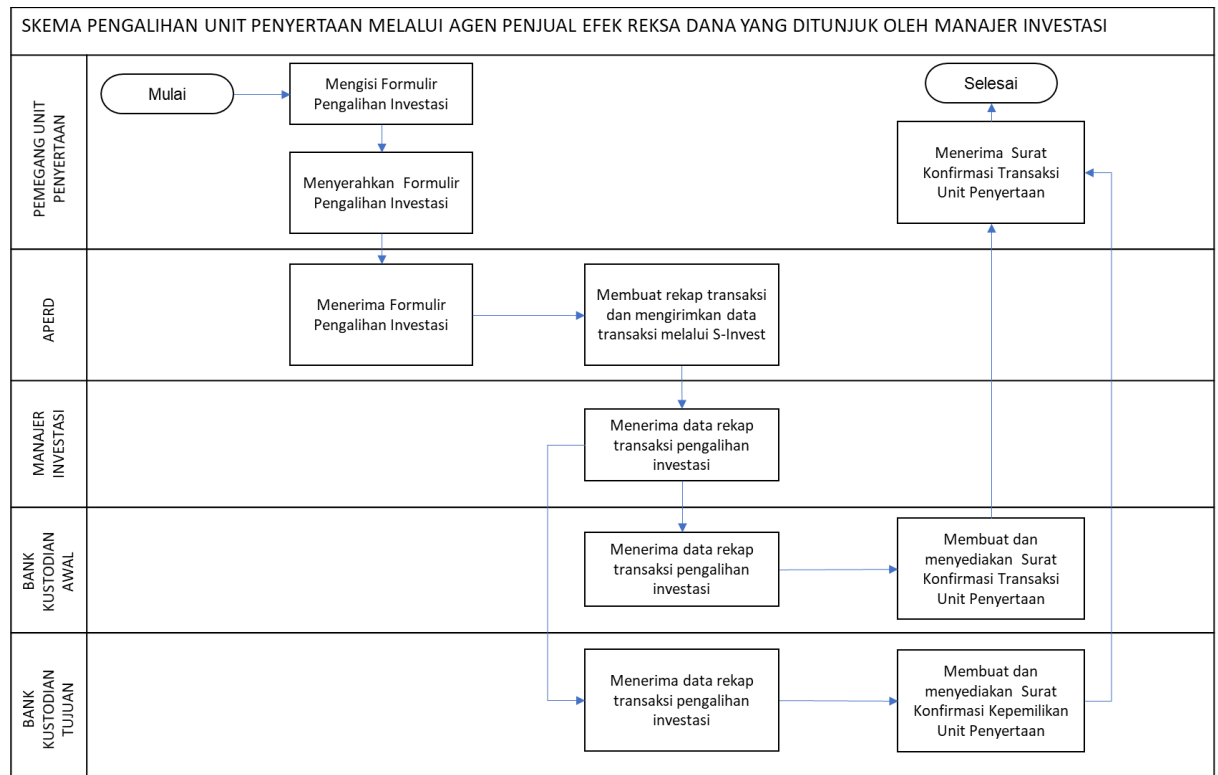 SKEMA PENGALIHAN UNIT PENYERTAAN MELALUI AGEN PENJUAL EFEK REKSA DANA YANG DITUNJUK OLEH MANAJER INVESTASI
PEMEGANG UNIT
PENYERTAAN
Mulai
Mengisi Formulir
Pengalihan Investasi
Menyerahkan Formulir
Pengalihan Investasi
Selesai
Menerima Surat
Konfirmasi Transaksi
Unit Penyertaan
APERD
Menerima Formulir
Pengalihan Investasi
Membuat rekap transaksi
dan mengirimkan data
transaksi melalui S-Invest
MANAJER
INVESTASI
Menerima data rekap
transaksi pengalihan
investasi
BANK
KUSTODIAN
AWAL
Menerima data rekap
transaksi pengalihan
investasi
Membuat dan
menyediakan Surat
Konfirmasi Transaksi
Unit Penyertaan
BANK
KUSTODIAN
TUJUAN
Menerima data rekap
transaksi pengalihan
investasi
Membuat dan
menyediakan Surat
Konfirmasi Kepemilikan
Unit Penyertaan